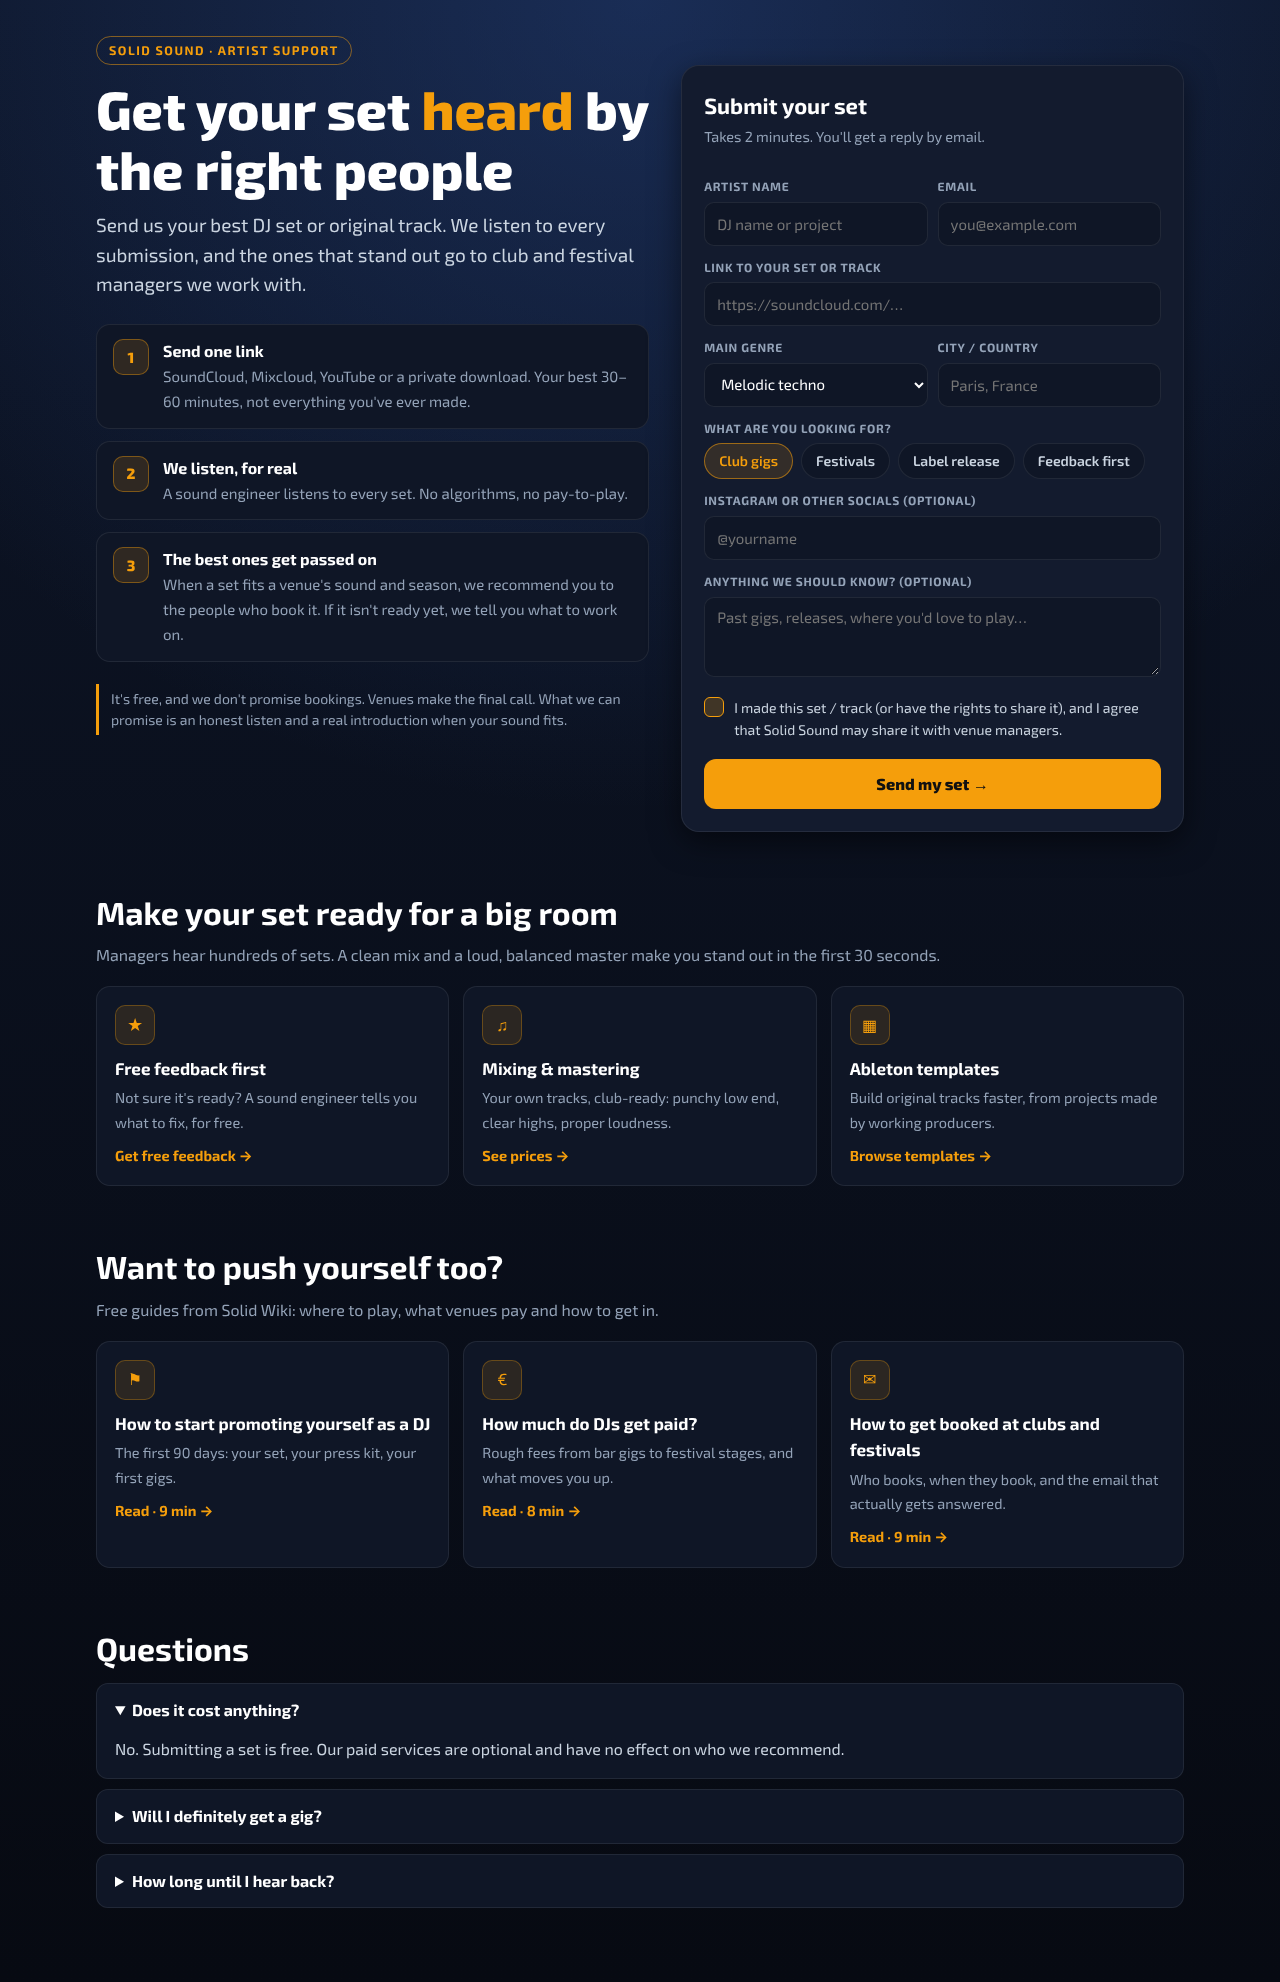 SOLID SOUND · ARTIST SUPPORT
Get your set heard by
the right people
Send us your best DJ set or original track. We listen to every
submission, and the ones that stand out go to club and festival
managers we work with.
1
Send one link
SoundCloud, Mixcloud, YouTube or a private download. Your best 30–
60 minutes, not everything you've ever made.
2
We listen, for real
A sound engineer listens to every set. No algorithms, no pay-to-play.
3
The best ones get passed on
When a set fits a venue's sound and season, we recommend you to
the people who book it. If it isn't ready yet, we tell you what to work
on.
It's free, and we don't promise bookings. Venues make the final call. What we can
promise is an honest listen and a real introduction when your sound fits.
Submit your set
Takes 2 minutes. You'll get a reply by email.
ARTIST NAME EMAIL
DJ name or project you@example.com
LINK TO YOUR SET OR TRACK
https://soundcloud.com/…
MAIN GENRE CITY / COUNTRY
Melodic techno Paris, France
WHAT ARE YOU LOOKING FOR?
Club gigs Festivals Label release Feedback first
INSTAGRAM OR OTHER SOCIALS (OPTIONAL)
@yourname
ANYTHING WE SHOULD KNOW? (OPTIONAL)
Past gigs, releases, where you'd love to play…
I made this set / track (or have the rights to share it), and I agree
that Solid Sound may share it with venue managers.
Send my set →
Make your set ready for a big room
Managers hear hundreds of sets. A clean mix and a loud, balanced master make you stand out in the first 30 seconds.
★
Free feedback first
Not sure it's ready? A sound engineer tells you
what to fix, for free.
Get free feedback →
♫
Mixing & mastering
Your own tracks, club-ready: punchy low end,
clear highs, proper loudness.
See prices →
▦
Ableton templates
Build original tracks faster, from projects made
by working producers.
Browse templates →
Want to push yourself too?
Free guides from Solid Wiki: where to play, what venues pay and how to get in.
⚑
How to start promoting yourself as a DJ
The first 90 days: your set, your press kit, your
first gigs.
Read · 9 min →
€
How much do DJs get paid?
Rough fees from bar gigs to festival stages, and
what moves you up.
Read · 8 min →
✉
How to get booked at clubs and
festivals
Who books, when they book, and the email that
actually gets answered.
Read · 9 min →
Questions
▼ Does it cost anything?
No. Submitting a set is free. Our paid services are optional and have no effect on who we recommend.
▶ Will I definitely get a gig?
▶ How long until I hear back?